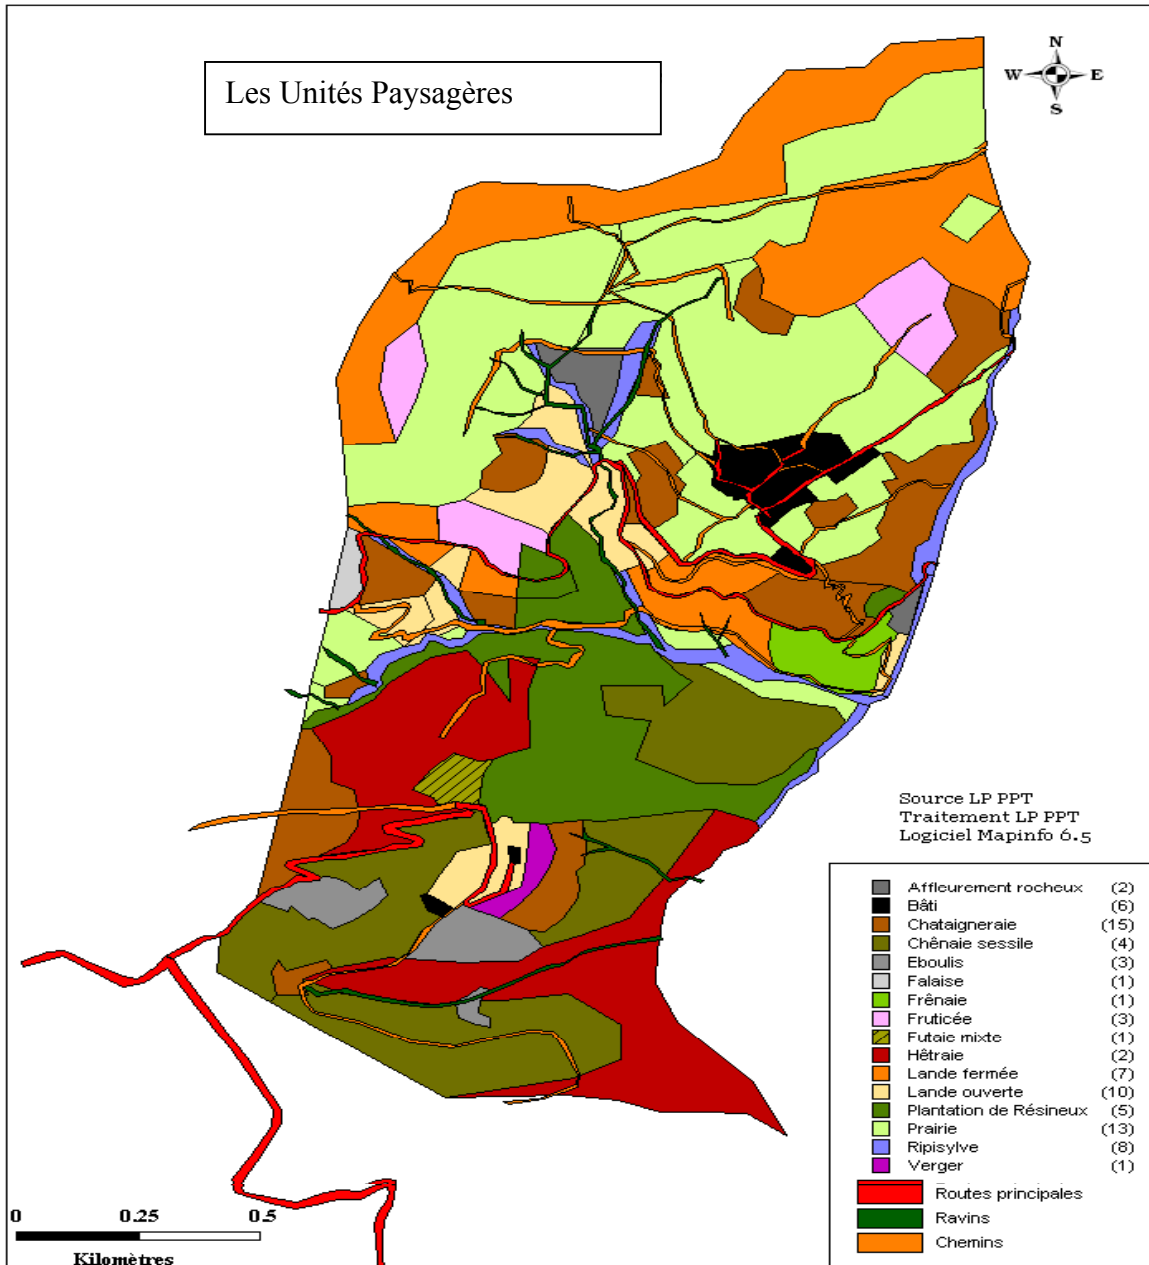 Les Unités Paysagères
N
W E
S
Source LP PPT
Traitement LP PPT
Logiciel Mapinfo 6.5
Affleurement rocheux (2)
Bâti (6)
Chataigneraie (15)
Chênaie sessile (4)
Eboulis (3)
Falaise (1)
Frênaie (1)
Fruticée (3)
Futaie mixte (1)
Hêtraie (2)
Lande fermée (7)
Lande ouverte (10)
Plantation de Résineux (5)
Prairie (13)
Ripisylve (8)
Verger (1)
Routes principales
Ravins
Chemins
0 0.25 0.5
Kilomètres